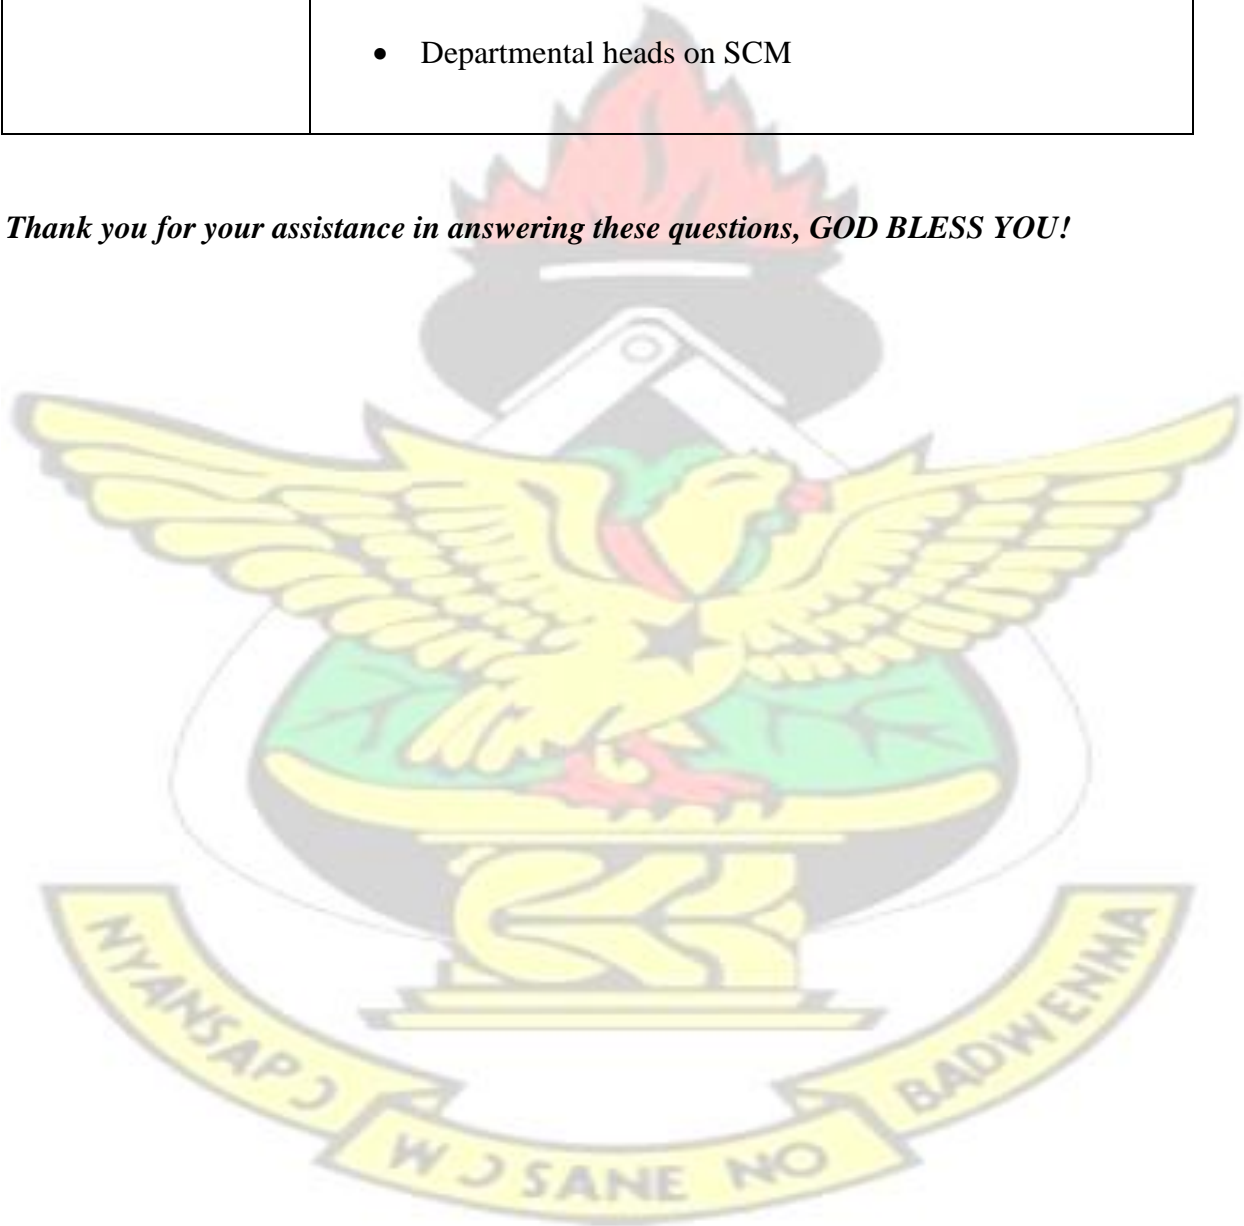 • Departmental heads on SCM
Thank you for your assistance in answering these questions, GOD BLESS YOU!
NYANSAPƆ WƆ SANE NO BADWENMA